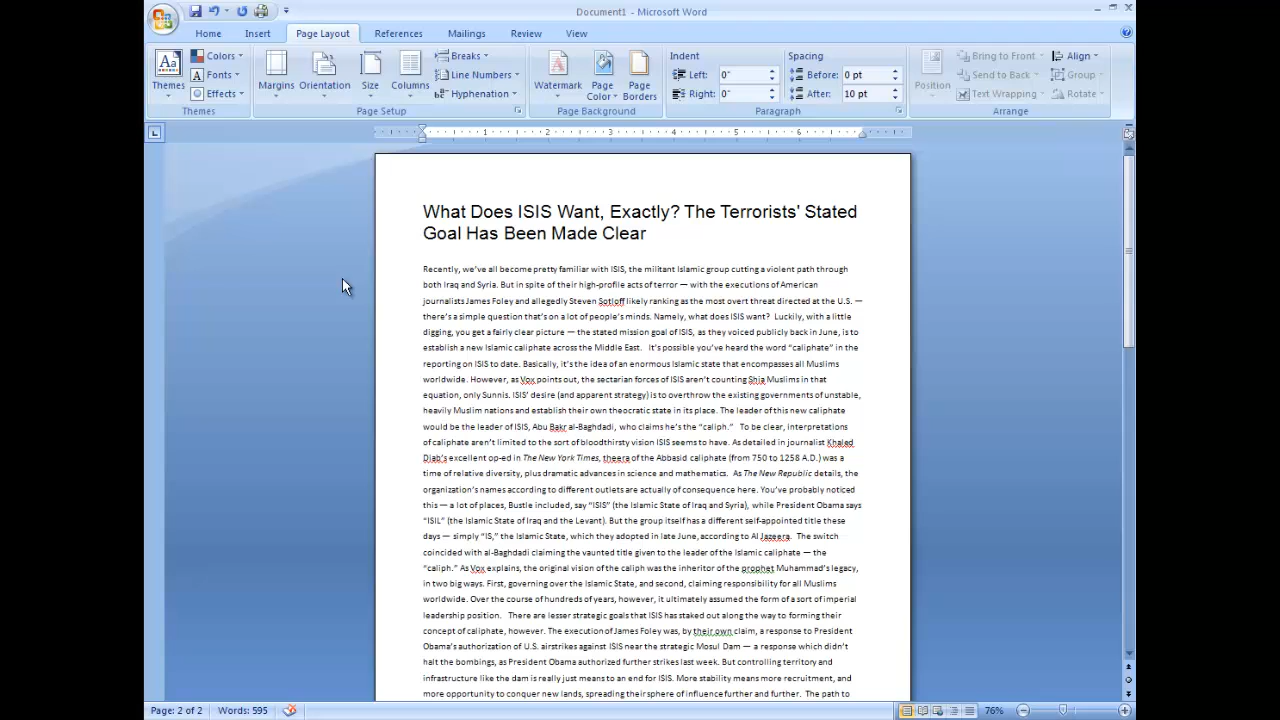 Document1 - Microsoft Word
Home Insert Page Layout References Mailings Review View
Themes
Colors
Fonts
Effects
Themes
Margins
Orientation
Size
Columns
Breaks
Line Numbers
Hyphenation
Page Setup
Watermark
Page Color
Page Borders
Page Background
Indent
Left: 0"
Right: 0"
Spacing
Before: 0 pt
After: 10 pt
Paragraph
Position
Bring to Front
Send to Back
Text Wrapping
Align
Group
Rotate
Arrange
1 2 3 4 5 6
What Does ISIS Want, Exactly? The Terrorists' Stated
Goal Has Been Made Clear
Recently, we've all become pretty familiar with ISIS, the militant Islamic group cutting a violent path through
both Iraq and Syria. But in spite of their high-profile acts of terror — with the executions of American
journalists James Foley and allegedly Steven Sotloff likely ranking as the most overt threat directed at the U.S. —
there's a simple question that's on a lot of people's minds. Namely, what does ISIS want? Luckily, with a little
digging, you get a fairly clear picture — the stated mission goal of ISIS, as they voiced publicly back in June, is to
establish a new Islamic caliphate across the Middle East. It's possible you've heard the word “caliphate” in the
reporting on ISIS to date. Basically, it's the idea of an enormous Islamic state that encompasses all Muslims
worldwide. However, as Vox points out, the sectarian forces of ISIS aren't counting Shia Muslims in that
equation, only Sunnis. ISIS' desire (and apparent strategy) is to overthrow the existing governments of unstable,
heavily Muslim nations and establish their own theocratic state in its place. The leader of this new caliphate
would be the leader of ISIS, Abu Bakr al-Baghdadi, who claims he's the “caliph.” To be clear, interpretations
of caliphate aren't limited to the sort of bloodthirsty vision ISIS seems to have. As detailed in journalist Khaled
Diab's excellent op-ed in The New York Times, theera of the Abbasid caliphate (from 750 to 1258 A.D.) was a
time of relative diversity, plus dramatic advances in science and mathematics. As The New Republic details, the
organization's names according to different outlets are actually of consequence here. You've probably noticed
this — a lot of places, Bustle included, say “ISIS” (the Islamic State of Iraq and Syria), while President Obama says
“ISIL” (the Islamic State of Iraq and the Levant). But the group itself has a different self-appointed title these
days — simply “IS,” the Islamic State, which they adopted in late June, according to Al Jazeera. The switch
coincided with al-Baghdadi claiming the vaunted title given to the leader of the Islamic caliphate — the
“caliph.” As Vox explains, the original vision of the caliph was the inheritor of the prophet Muhammad's legacy,
in two big ways. First, governing over the Islamic State, and second, claiming responsibility for all Muslims
worldwide. Over the course of hundreds of years, however, it ultimately assumed the form of a sort of imperial
leadership position. There are lesser strategic goals that ISIS has staked out along the way to forming their
concept of caliphate, however. The execution of James Foley was, by their own claim, a response to President
Obama's authorization of U.S. airstrikes against ISIS near the strategic Mosul Dam — a response which didn't
halt the bombings, as President Obama authorized further strikes last week. But controlling territory and
infrastructure like the dam is really just means to an end for ISIS. More stability means more recruitment, and
more opportunity to conquer new lands, spreading their sphere of influence further and further. The path to
Page: 2 of 2 Words: 595 76%